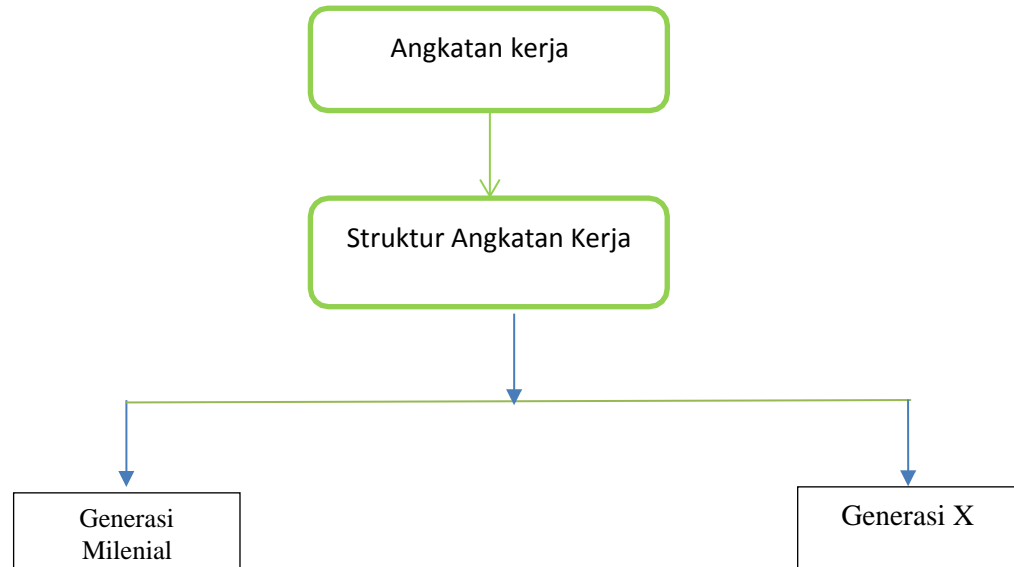 Angkatan kerja
Struktur Angkatan Kerja
Generasi
Milenial
Generasi X